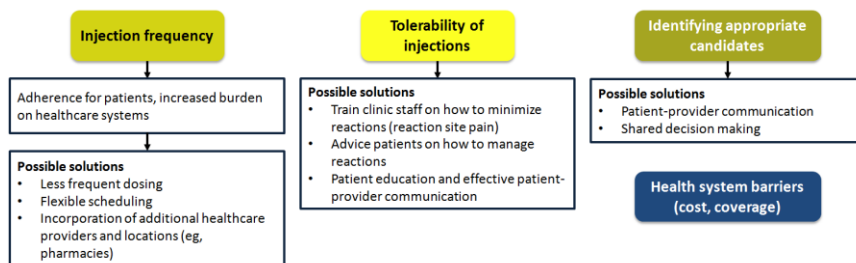 Injection frequency
Adherence for patients, increased burden
on healthcare systems
Possible solutions
• Less frequent dosing
• Flexible scheduling
• Incorporation of additional healthcare
providers and locations (eg,
pharmacies)
Tolerability of
injections
Possible solutions
• Train clinic staff on how to minimize
reactions (reaction site pain)
• Advice patients on how to manage
reactions
• Patient education and effective patient-
provider communication
Identifying appropriate
candidates
Possible solutions
• Patient-provider communication
• Shared decision making
Health system barriers
(cost, coverage)